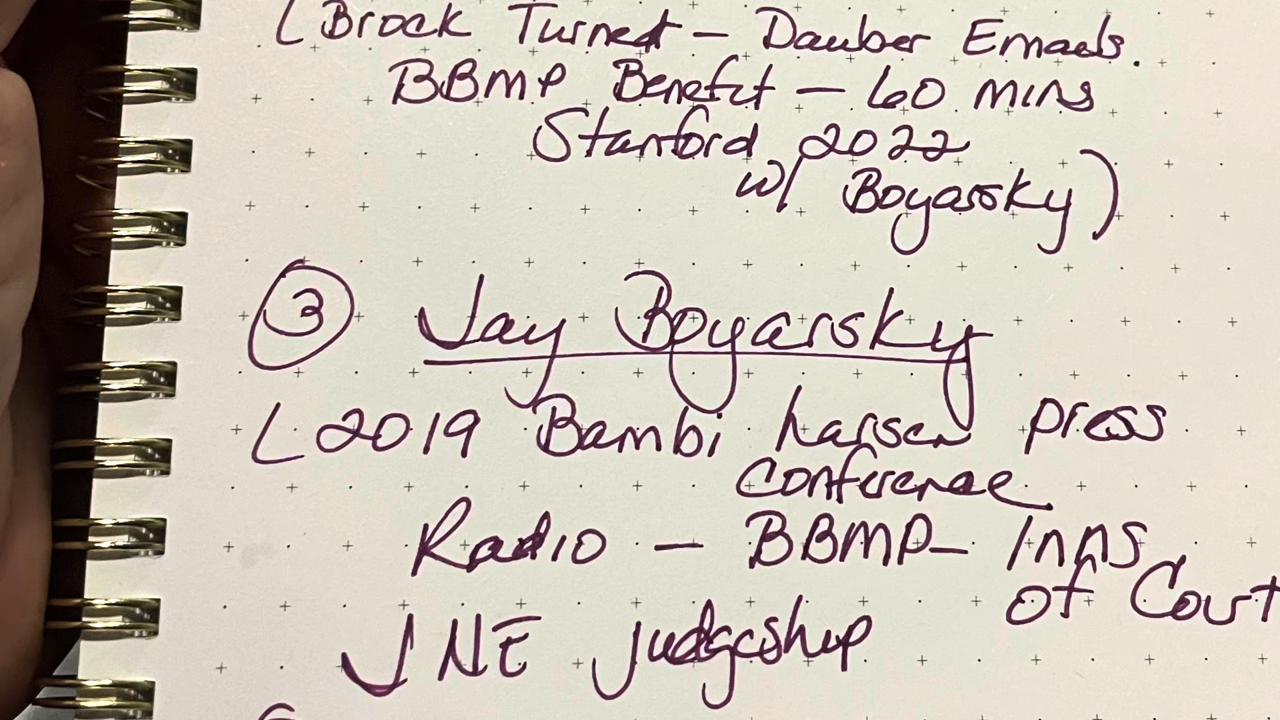 (Brock Turner - Dauber Emails.
BBMP Benefit - 60 mins
Stanford 2022
w/ Boyarsky)
3 Jay Boyarsky
(2019 Bambi Larsen press
conference
Radio - BBMP - Inns
of Court
JNE judgeship